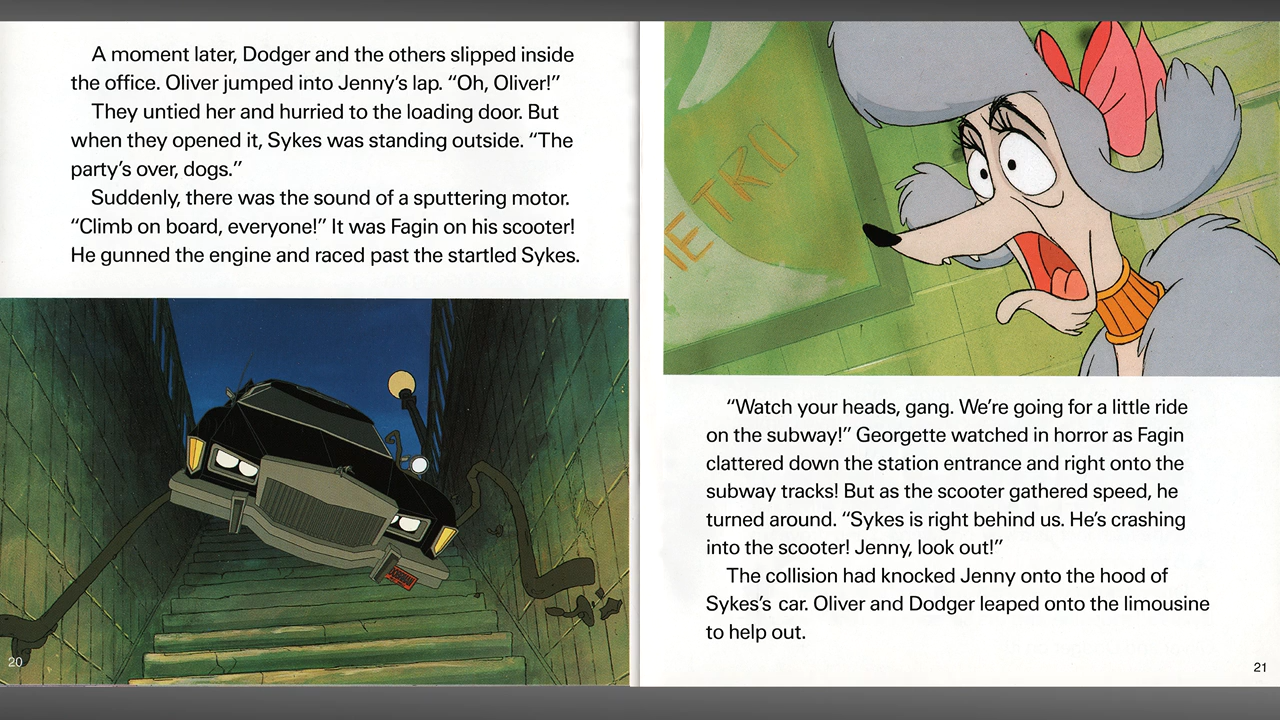 A moment later, Dodger and the others slipped inside
the office. Oliver jumped into Jenny’s lap. “Oh, Oliver!”
They untied her and hurried to the loading door. But
when they opened it, Sykes was standing outside. “The
party’s over, dogs.”
Suddenly, there was the sound of a sputtering motor.
“Climb on board, everyone!” It was Fagin on his scooter!
He gunned the engine and raced past the startled Sykes.
20
METRO
“Watch your heads, gang. We’re going for a little ride
on the subway!” Georgette watched in horror as Fagin
clattered down the station entrance and right onto the
subway tracks! But as the scooter gathered speed, he
turned around. “Sykes is right behind us. He’s crashing
into the scooter! Jenny, look out!”
The collision had knocked Jenny onto the hood of
Sykes’s car. Oliver and Dodger leaped onto the limousine
to help out.
21